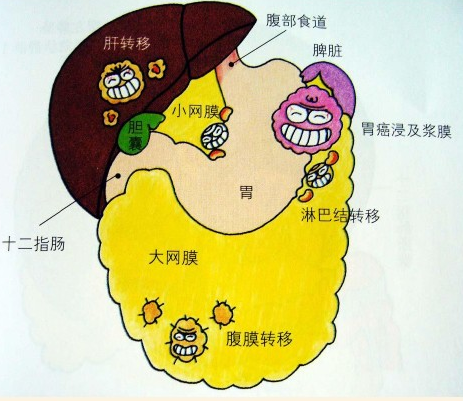 腹部食道
肝转移
脾脏
小网膜
胆囊
胃癌浸及浆膜
胃
淋巴结转移
十二指肠
大网膜
腹膜转移